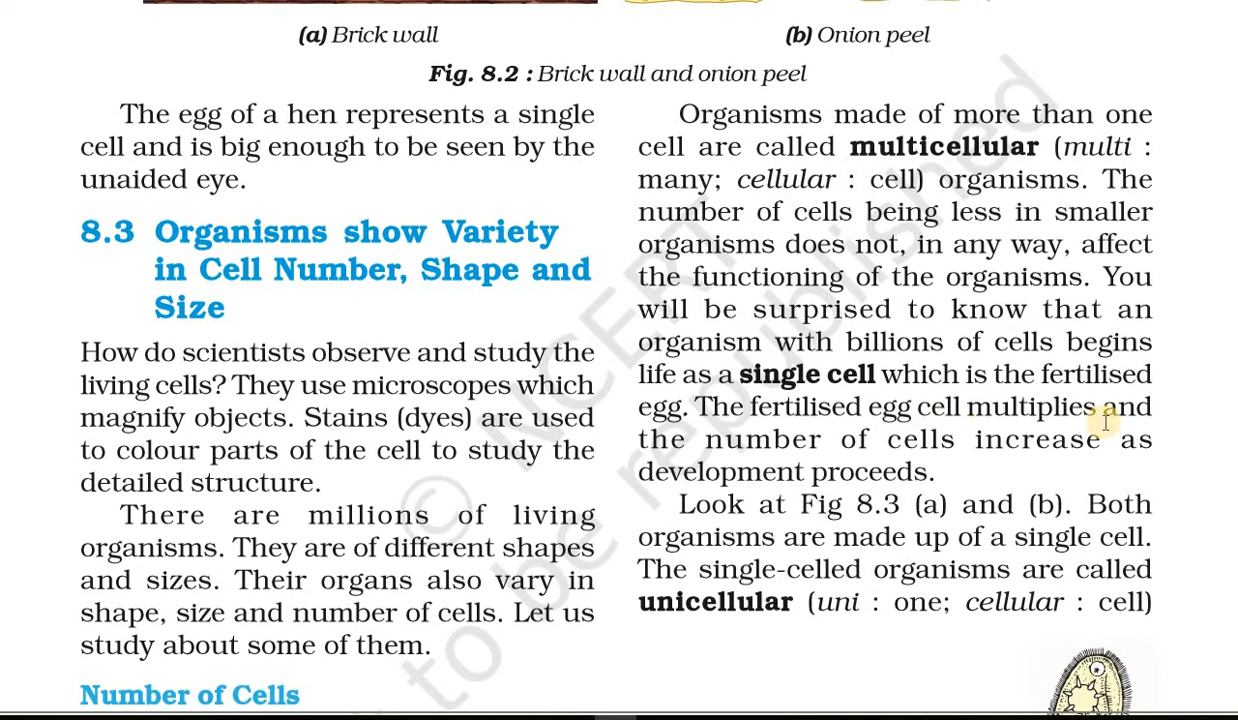 (a) Brick wall
(b) Onion peel
Fig. 8.2 : Brick wall and onion peel
The egg of a hen represents a single
cell and is big enough to be seen by the
unaided eye.
8.3 Organisms show Variety
in Cell Number, Shape and
Size
How do scientists observe and study the
living cells? They use microscopes which
magnify objects. Stains (dyes) are used
to colour parts of the cell to study the
detailed structure.
There are millions of living
organisms. They are of different shapes
and sizes. Their organs also vary in
shape, size and number of cells. Let us
study about some of them.
Number of Cells
Organisms made of more than one
cell are called multicellular (multi :
many; cellular : cell) organisms. The
number of cells being less in smaller
organisms does not, in any way, affect
the functioning of the organisms. You
will be surprised to know that an
organism with billions of cells begins
life as a single cell which is the fertilised
egg. The fertilised egg cell multiplies and
the number of cells increase as
development proceeds.
Look at Fig 8.3 (a) and (b). Both
organisms are made up of a single cell.
The single-celled organisms are called
unicellular (uni : one; cellular : cell)
© NCERT
to be republished